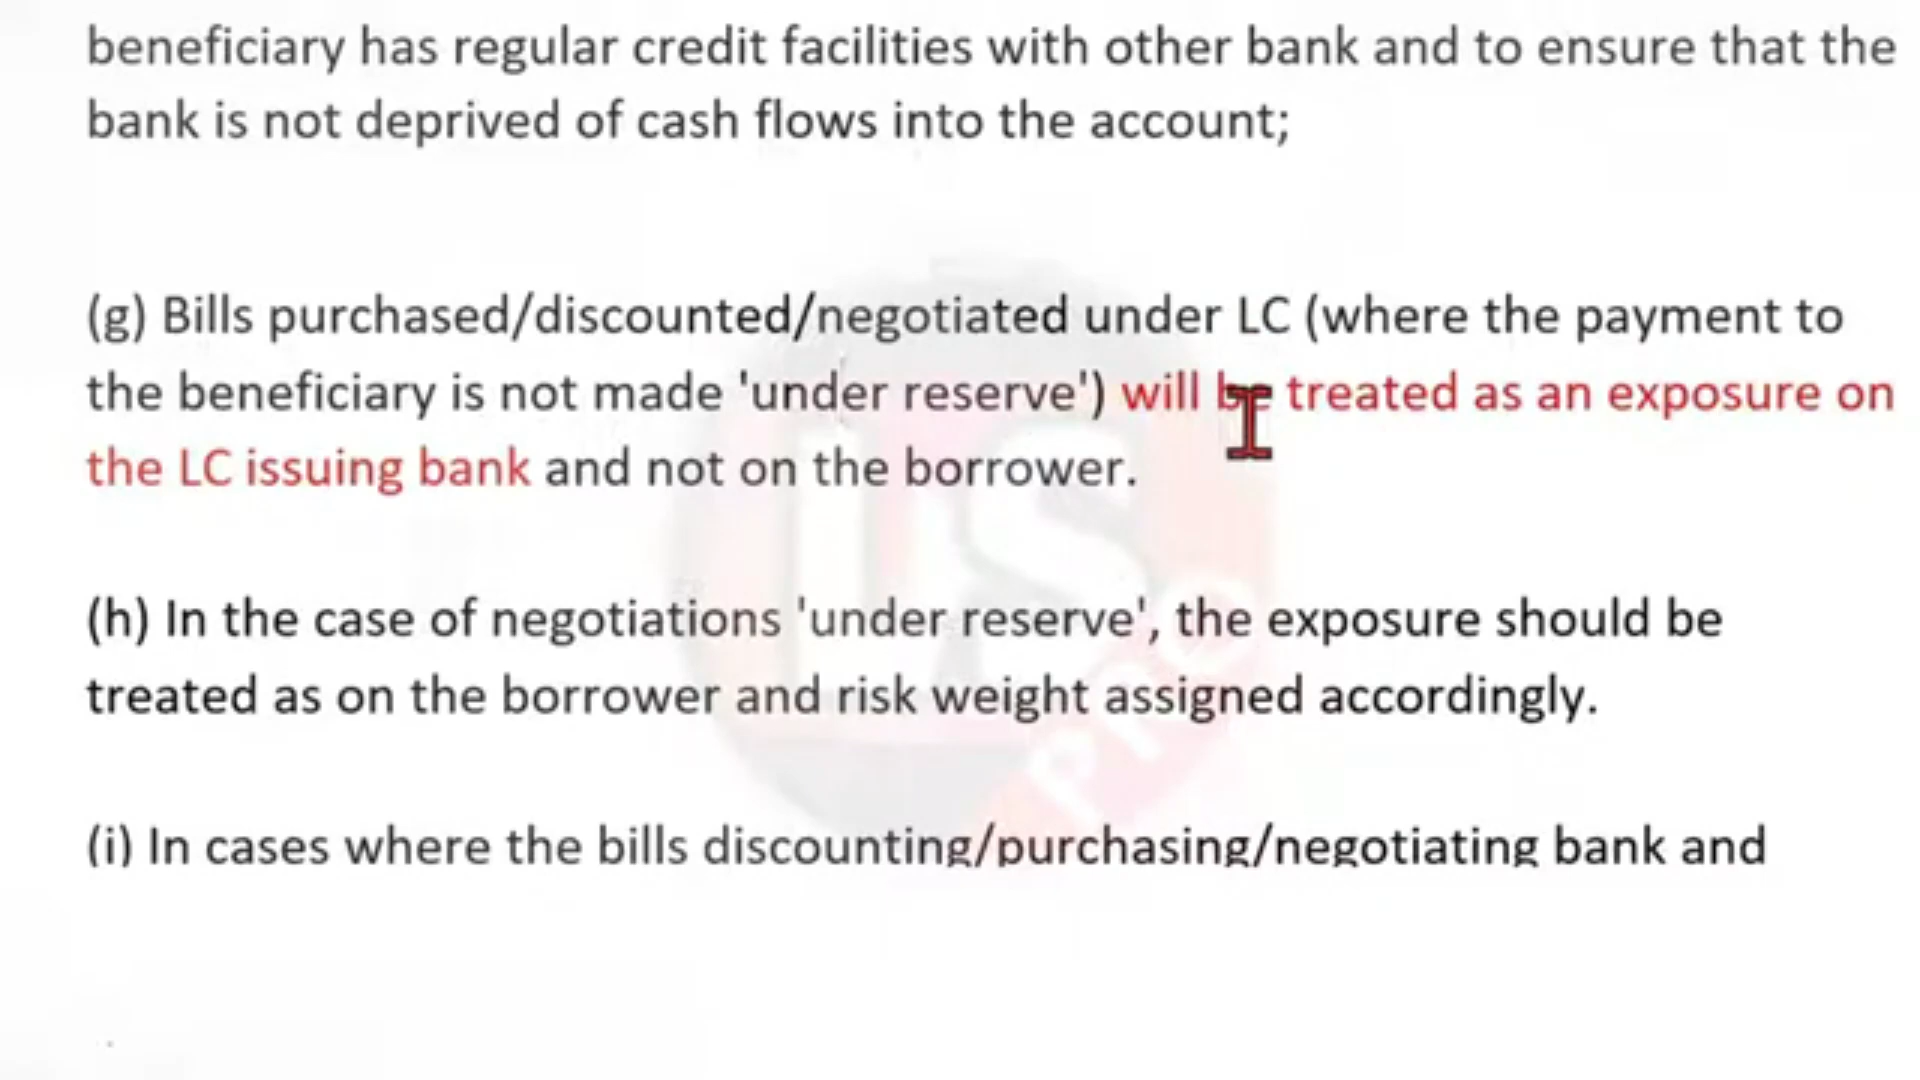 beneficiary has regular credit facilities with other bank and to ensure that the
bank is not deprived of cash flows into the account;
(g) Bills purchased/discounted/negotiated under LC (where the payment to
the beneficiary is not made 'under reserve') will be treated as an exposure on
the LC issuing bank and not on the borrower.
(h) In the case of negotiations 'under reserve', the exposure should be
treated as on the borrower and risk weight assigned accordingly.
(i) In cases where the bills discounting/purchasing/negotiating bank and
PRO